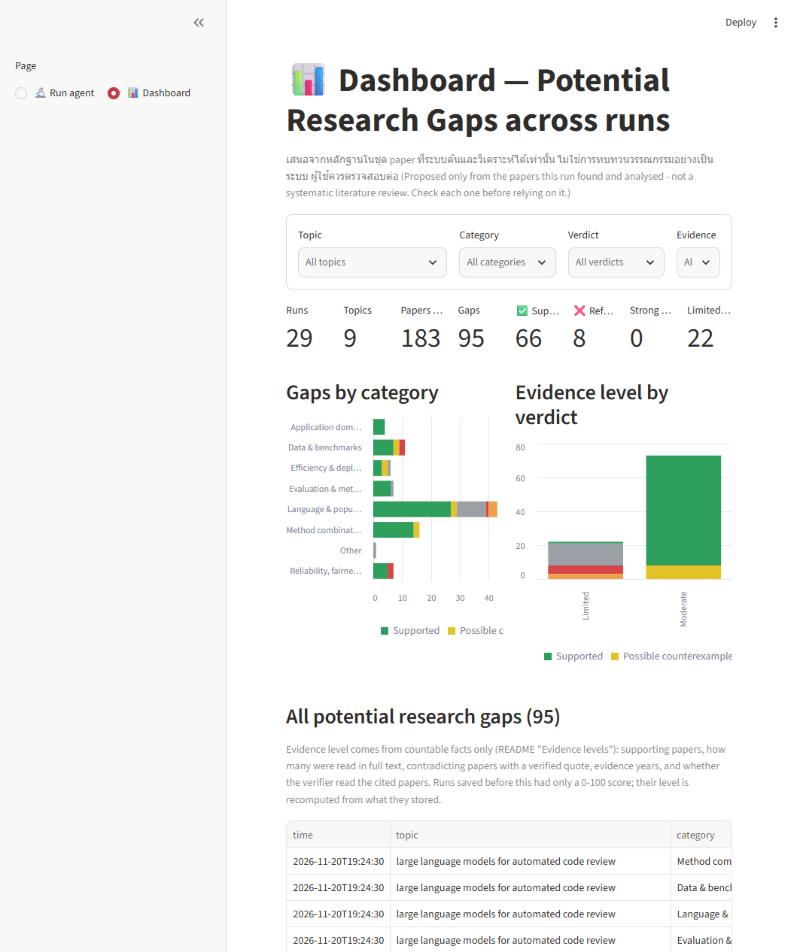 Deploy
Page
Run agent
Dashboard
Dashboard — Potential
Research Gaps across runs
เสนอจากหลักฐานในชุด paper ที่ระบบค้นและวิเคราะห์ได้เท่านั้น ไม่ใช่การทบทวนวรรณกรรมอย่างเป็น
ระบบ ผู้ใช้ควรตรวจสอบต่อ (Proposed only from the papers this run found and analysed - not a
systematic literature review. Check each one before relying on it.)
Topic Category Verdict Evidence
All topics All categories All verdicts Al
Runs Topics Papers ... Gaps Sup... Ref... Strong ... Limited...
29 9 183 95 66 8 0 22
Gaps by category
Application dom...
Data & benchmarks
Efficiency & depl...
Evaluation & met...
Language & popu...
Method combinat...
Other
Reliability, fairne...
0 10 20 30 40
Supported Possible c
Evidence level by
verdict
80
60
40
20
0
Limited Moderate
Supported Possible counterexample
All potential research gaps (95)
Evidence level comes from countable facts only (README "Evidence levels"): supporting papers, how
many were read in full text, contradicting papers with a verified quote, evidence years, and whether
the verifier read the cited papers. Runs saved before this had only a 0-100 score; their level is
recomputed from what they stored.
time topic category
2026-11-20T19:24:30 large language models for automated code review Method com
2026-11-20T19:24:30 large language models for automated code review Data & bench
2026-11-20T19:24:30 large language models for automated code review Language &
2026-11-20T19:24:30 large language models for automated code review Evaluation &